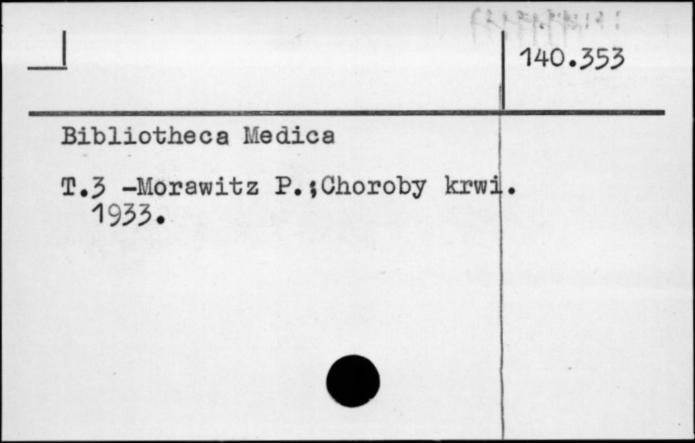 140.353
Bibliotheca Medica
T.3 -Morawitz P.;Choroby krwi.
1933.